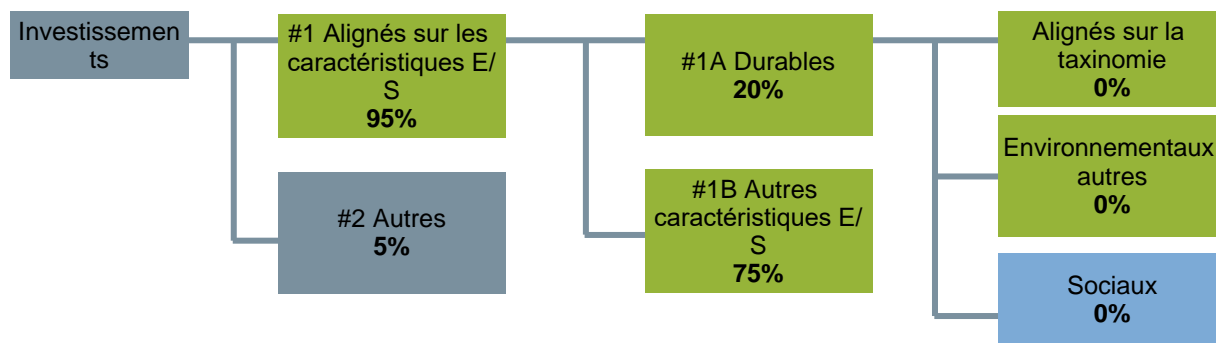 Investissemen
ts
#1 Alignés sur les
caractéristiques E/
S
95%
#2 Autres
5%
#1A Durables
20%
#1B Autres
caractéristiques E/
S
75%
Alignés sur la
taxinomie
0%
Environnementaux
autres
0%
Sociaux
0%